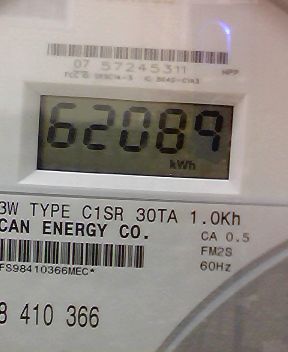 07 57245311
62089
kWh
3W TYPE C1SR 30TA 1.0Kh
CAN ENERGY CO.
CA 0.5
FM2S
60Hz
FS98410366MEC*
8 410 366